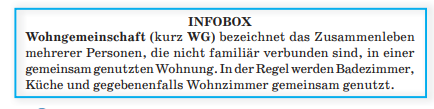 INFOBOX
Wohngemeinschaft (kurz WG) bezeichnet das Zusammenleben
mehrerer Personen, die nicht familiär verbunden sind, in einer
gemeinsam genutzten Wohnung. In der Regel werden Badezimmer,
Küche und gegebenenfalls Wohnzimmer gemeinsam genutzt.